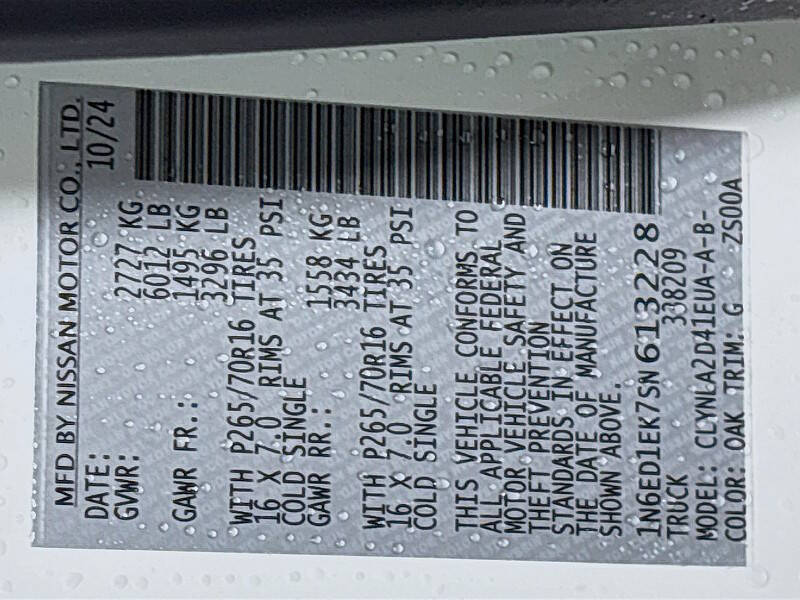 MFD BY NISSAN MOTOR CO., LTD.
DATE: 10/24
GVWR: 2727 KG
6012 LB
GAWR FR.: 1495 KG
3296 LB
WITH P265/70R16 TIRES
16 X 7.0 RIMS AT 35 PSI
COLD SINGLE
GAWR RR.: 1558 KG
3434 LB
WITH P265/70R16 TIRES
16 X 7.0 RIMS AT 35 PSI
COLD SINGLE
THIS VEHICLE CONFORMS TO
ALL APPLICABLE FEDERAL
MOTOR VEHICLE SAFETY AND
THEFT PREVENTION
STANDARDS IN EFFECT ON
THE DATE OF MANUFACTURE
SHOWN ABOVE.
1N6ED1EK7SN613228
TRUCK 338209
MODEL: CLYNLA2D41EUA-A-B-
COLOR: QAK TRIM: G ZS00A